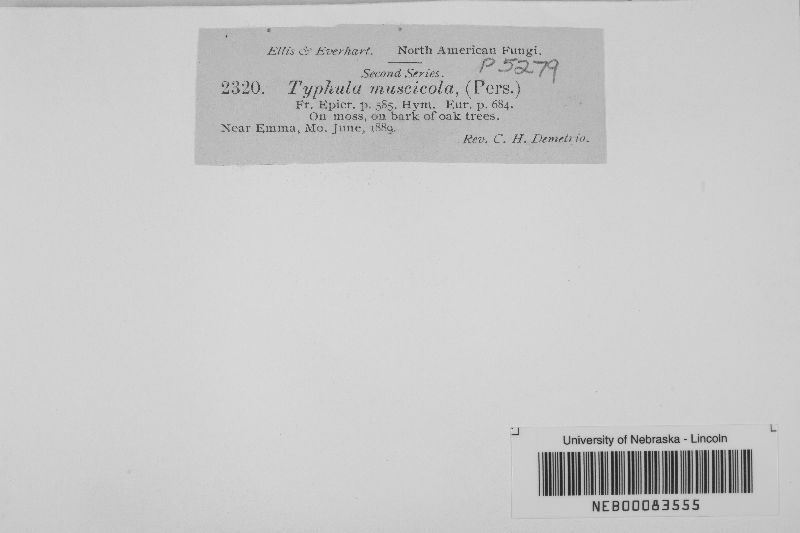 Ellis & Everhart. North American Fungi.
Second Series. P 5279
2320. Typhula muscicola, (Pers.)
Fr. Epicr. p. 585. Hym. Eur. p. 684.
On moss, on bark of oak trees.
Near Emma, Mo. June, 1889.
Rev. C. H. Demetrio.
University of Nebraska - Lincoln
NEB00083555